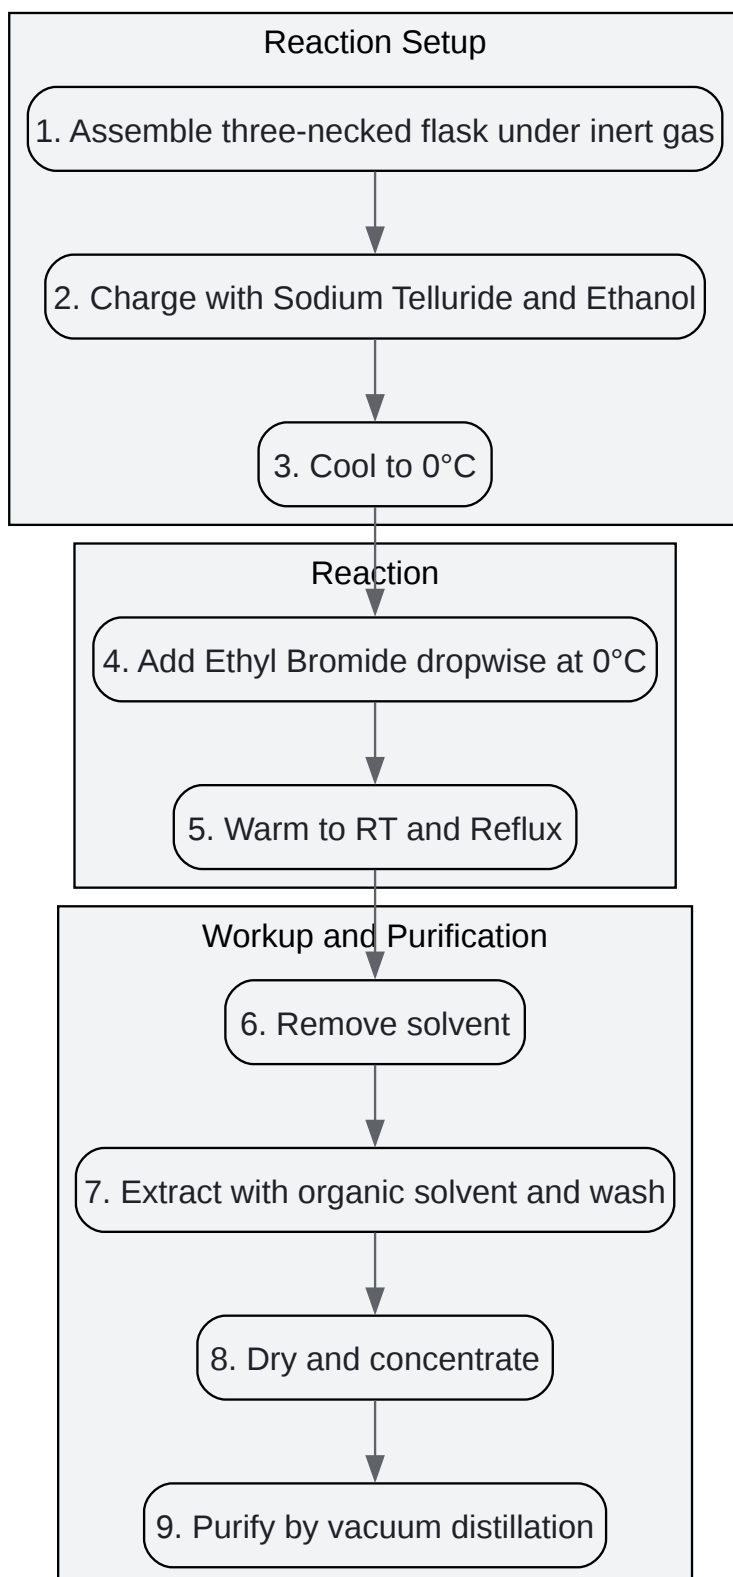 Reaction Setup
1. Assemble three-necked flask under inert gas
2. Charge with Sodium Telluride and Ethanol
3. Cool to 0°C
Reaction
4. Add Ethyl Bromide dropwise at 0°C
5. Warm to RT and Reflux
Workup and Purification
6. Remove solvent
7. Extract with organic solvent and wash
8. Dry and concentrate
9. Purify by vacuum distillation